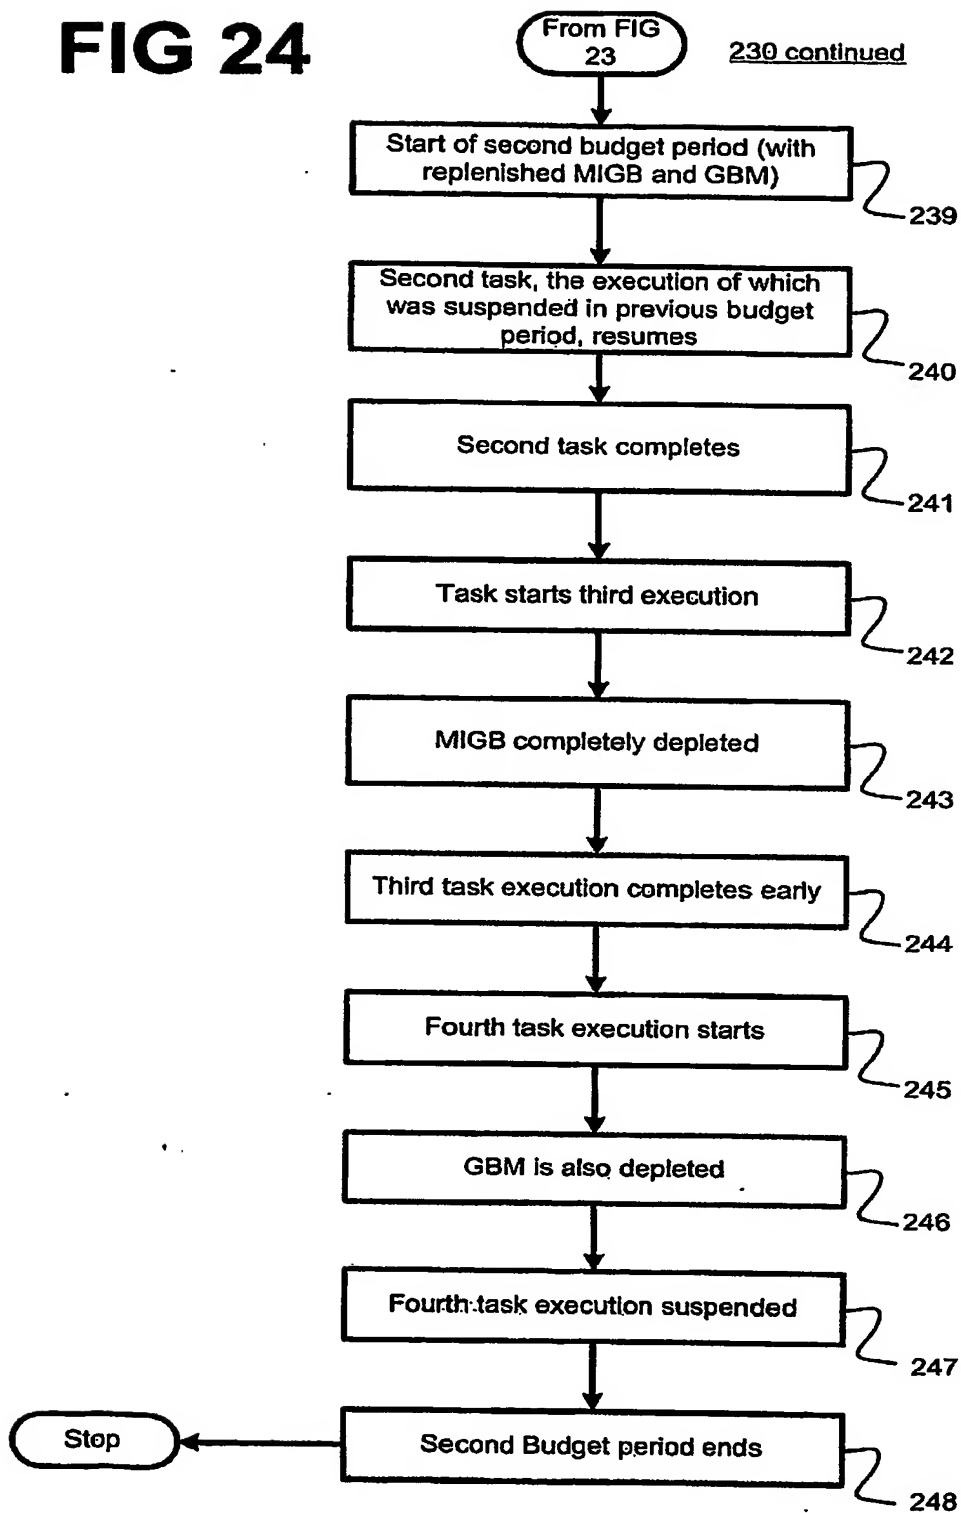 FIG 24
From FIG
23
230 continued
Start of second budget period (with
replenished MIGB and GBM)
239
Second task, the execution of which
was suspended in previous budget
period, resumes
240
Second task completes
241
Task starts third execution
242
MIGB completely depleted
243
Third task execution completes early
244
Fourth task execution starts
245
GBM is also depleted
246
Fourth task execution suspended
247
Second Budget period ends
248
Stop